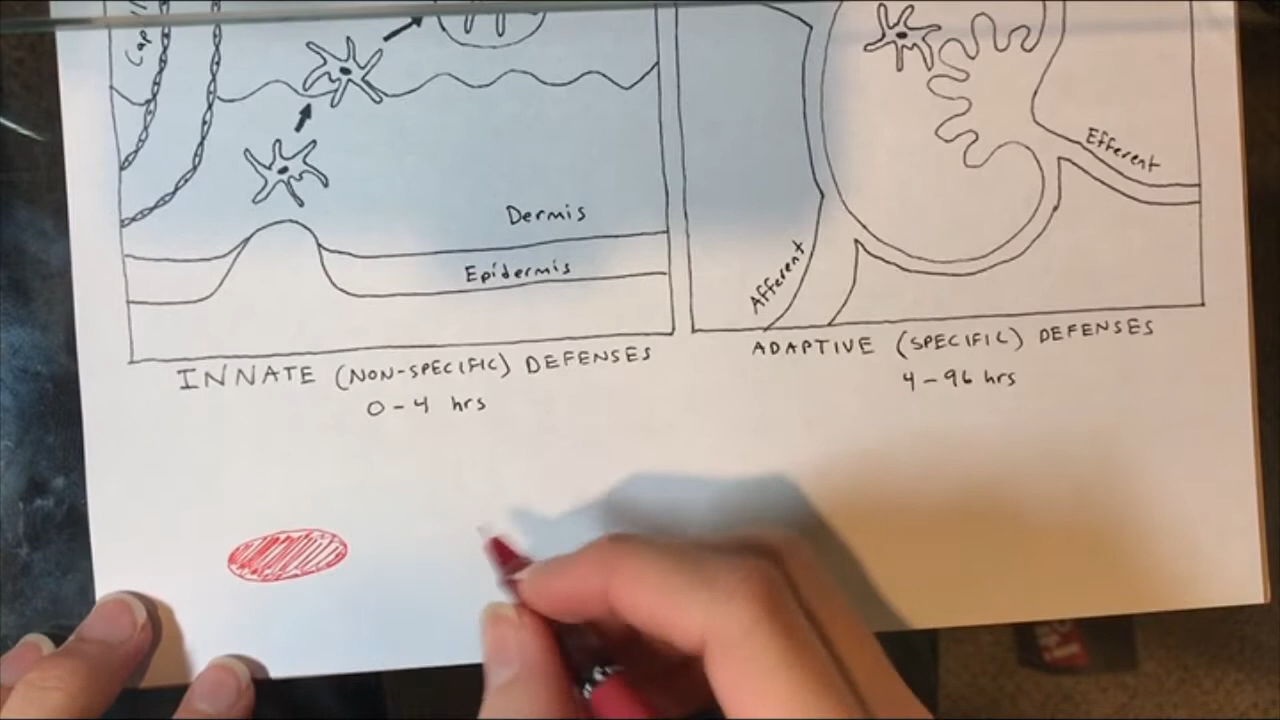 Dermis
Epidermis
INNATE (NON-SPECIFIC) DEFENSES
0-4 hrs
Efferent
Afferent
ADAPTIVE (SPECIFIC) DEFENSES
4-96 hrs